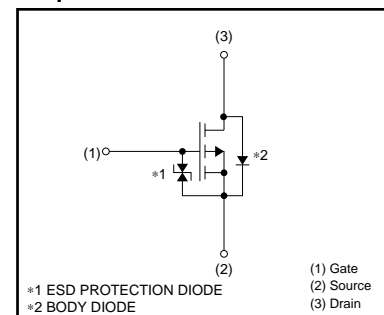 (3)
(1)
*1
*2
(2)
*1 ESD PROTECTION DIODE
*2 BODY DIODE
(1) Gate
(2) Source
(3) Drain